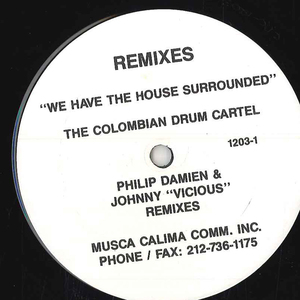 REMIXES
"WE HAVE THE HOUSE SURROUNDED"
THE COLOMBIAN DRUM CARTEL
1203-1
PHILIP DAMIEN &
JOHNNY "VICIOUS"
REMIXES
MUSCA CALIMA COMM. INC.
PHONE / FAX: 212-736-1175